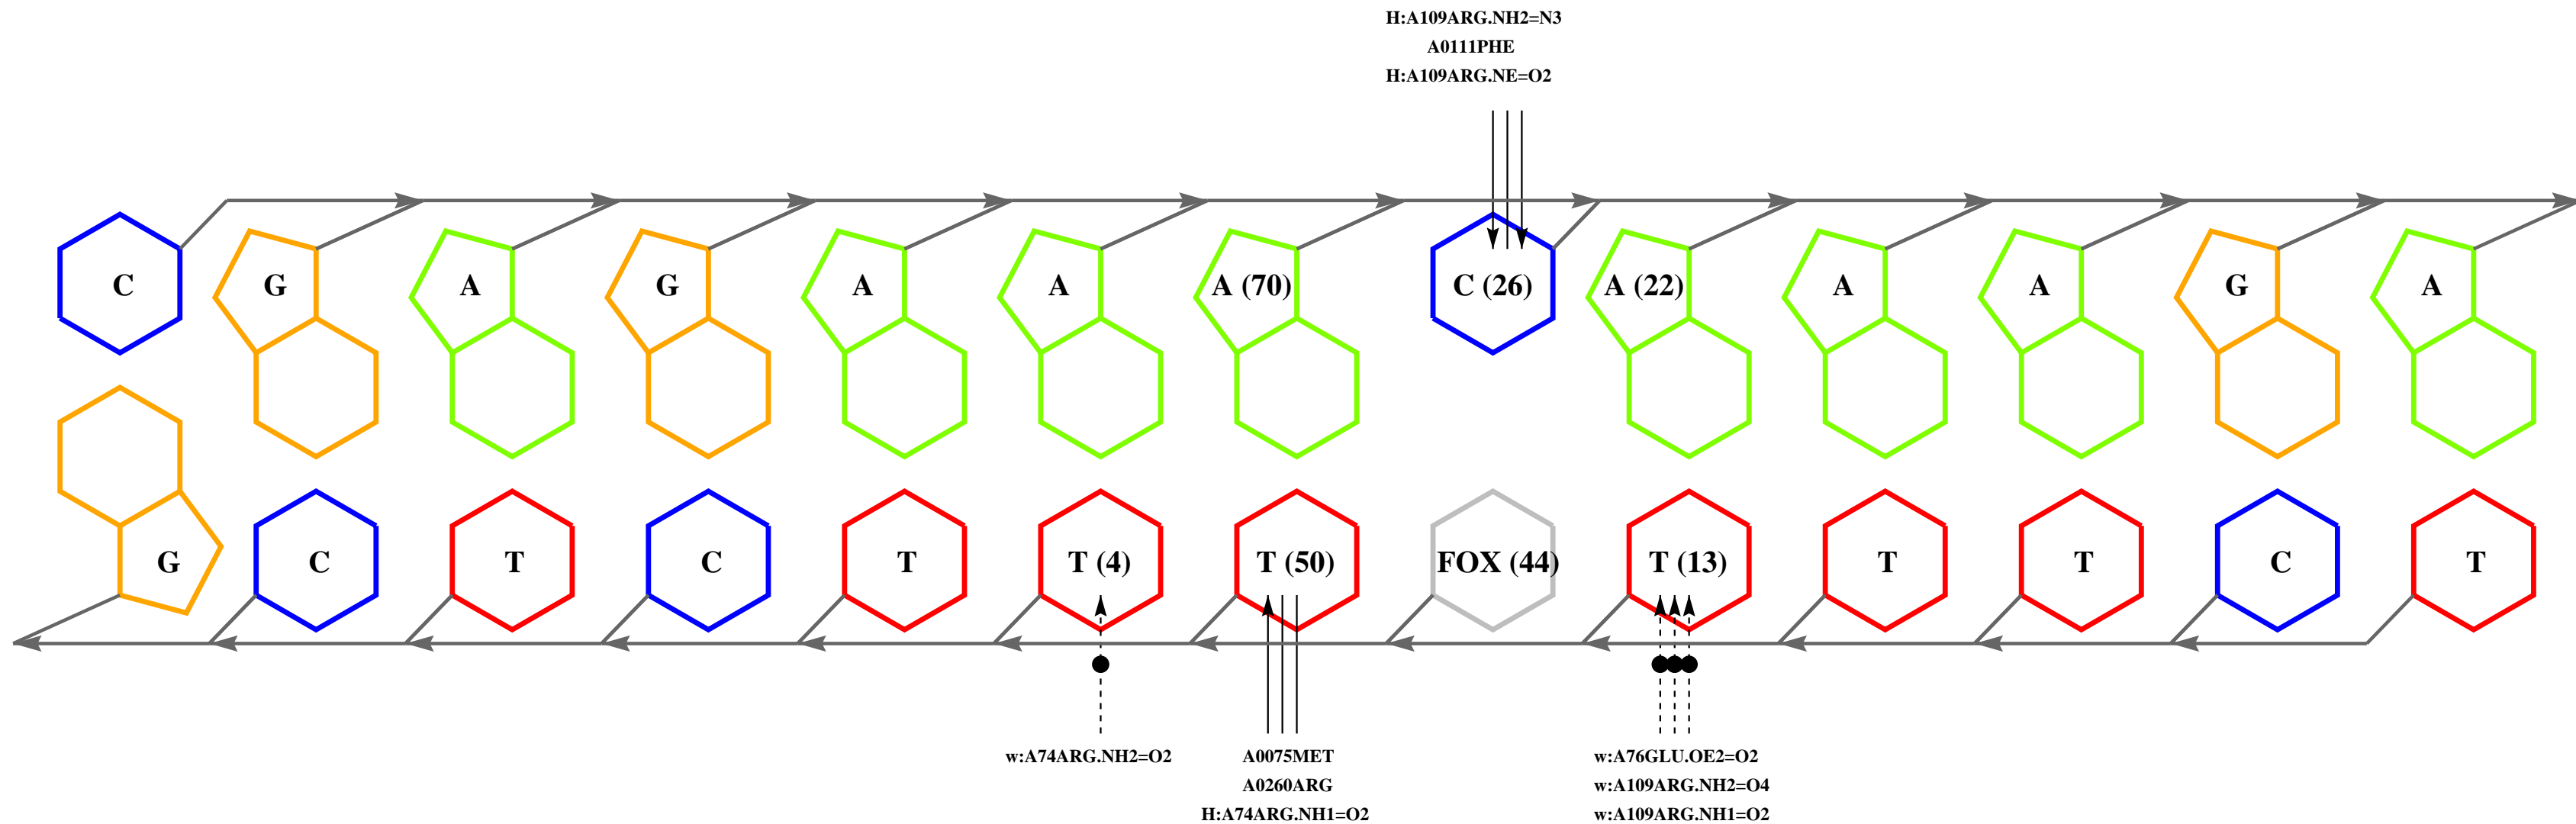 H:A109ARG.NH2=N3
A0111PHE
H:A109ARG.NE=O2
C G A G A A A (70) C (26) A (22) A A G A
G C T C T T (4) T (50) FOX (44) T (13) T T C T
w:A74ARG.NH2=O2 A0075MET w:A76GLU.OE2=O2
A0260ARG w:A109ARG.NH2=O4
H:A74ARG.NH1=O2 w:A109ARG.NH1=O2